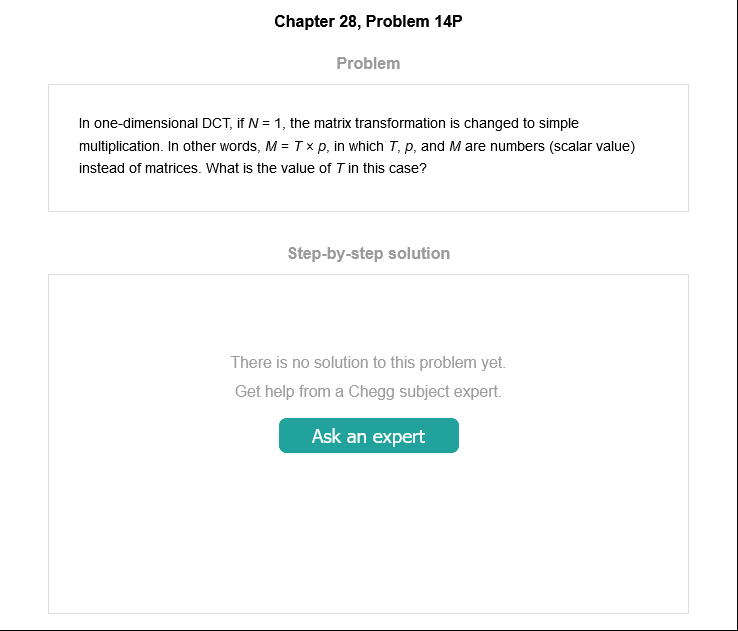 Chapter 28, Problem 14P
Problem
In one-dimensional DCT, if N = 1, the matrix transformation is changed to simple
multiplication. In other words, M = T × p, in which T, p, and M are numbers (scalar value)
instead of matrices. What is the value of T in this case?
Step-by-step solution
There is no solution to this problem yet.
Get help from a Chegg subject expert.
Ask an expert